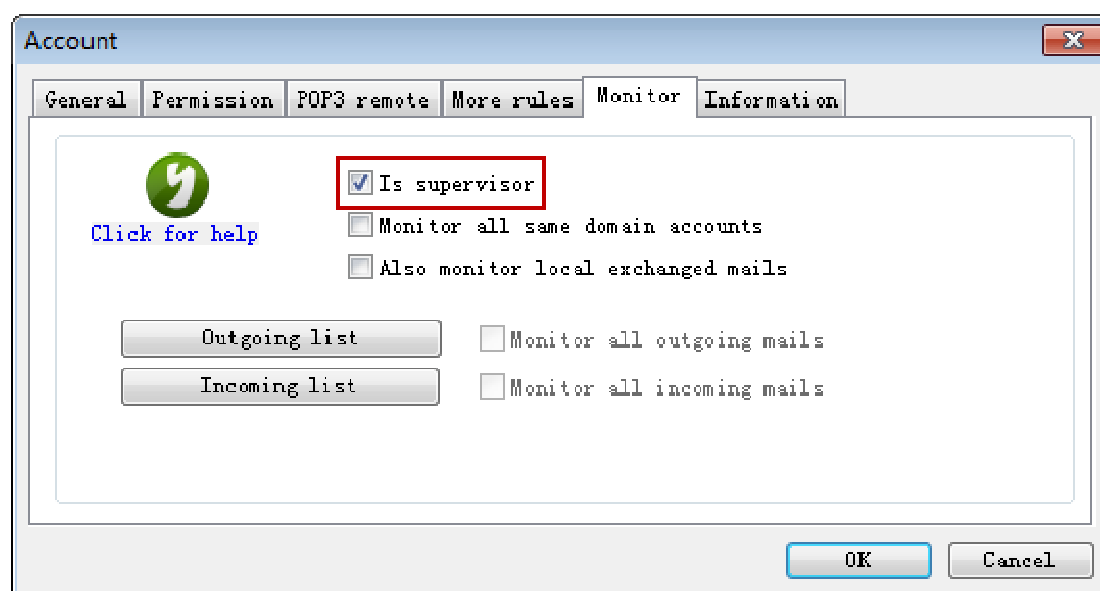 Account
General Permission POP3 remote More rules Monitor Information
Is supervisor
Click for help
Monitor all same domain accounts
Also monitor local exchanged mails
Outgoing list Monitor all outgoing mails
Incoming list Monitor all incoming mails
OK Cancel